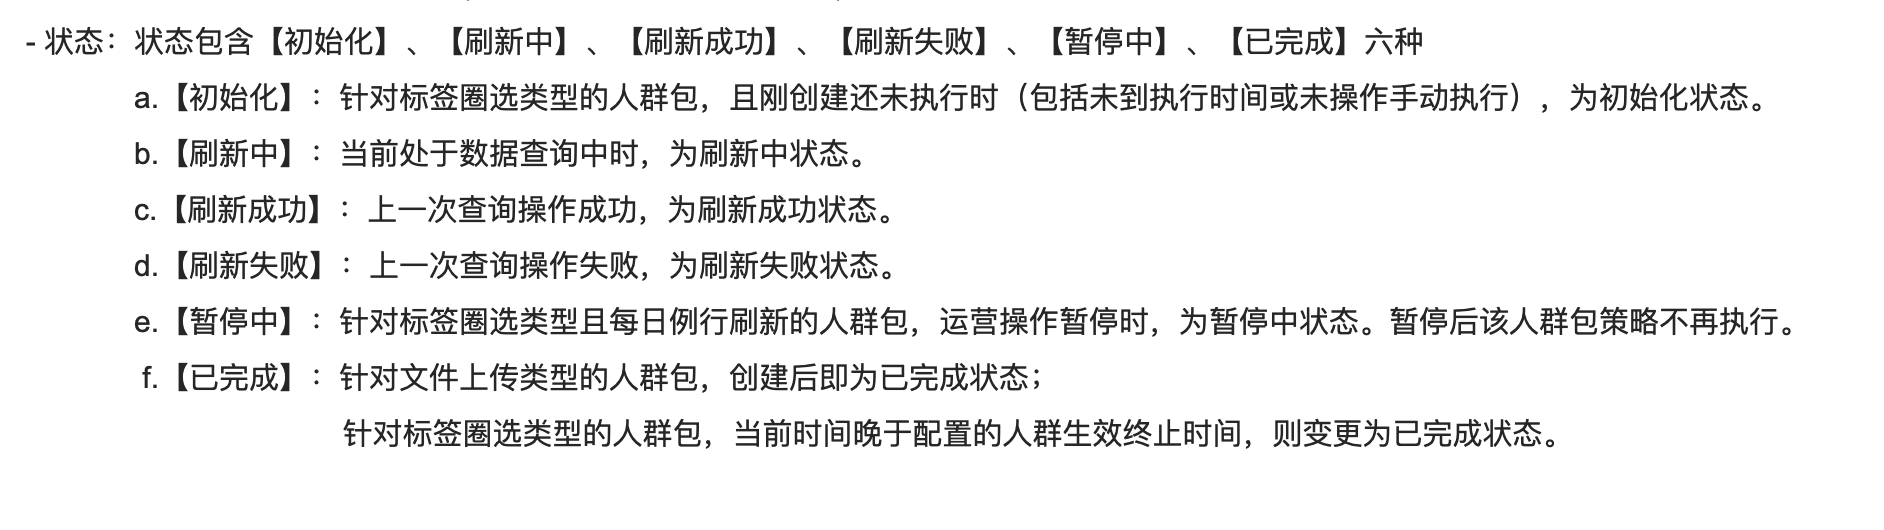 - 状态：状态包含【初始化】、【刷新中】、【刷新成功】、【刷新失败】、【暂停中】、【已完成】六种
a.【初始化】：针对标签圈选类型的人群包，且刚创建还未执行时（包括未到执行时间或未操作手动执行），为初始化状态。
b.【刷新中】：当前处于数据查询中时，为刷新中状态。
c.【刷新成功】：上一次查询操作成功，为刷新成功状态。
d.【刷新失败】：上一次查询操作失败，为刷新失败状态。
e.【暂停中】：针对标签圈选类型且每日例行刷新的人群包，运营操作暂停时，为暂停中状态。暂停后该人群包策略不再执行。
f.【已完成】：针对文件上传类型的人群包，创建后即为已完成状态；
针对标签圈选类型的人群包，当前时间晚于配置的人群生效终止时间，则变更为已完成状态。